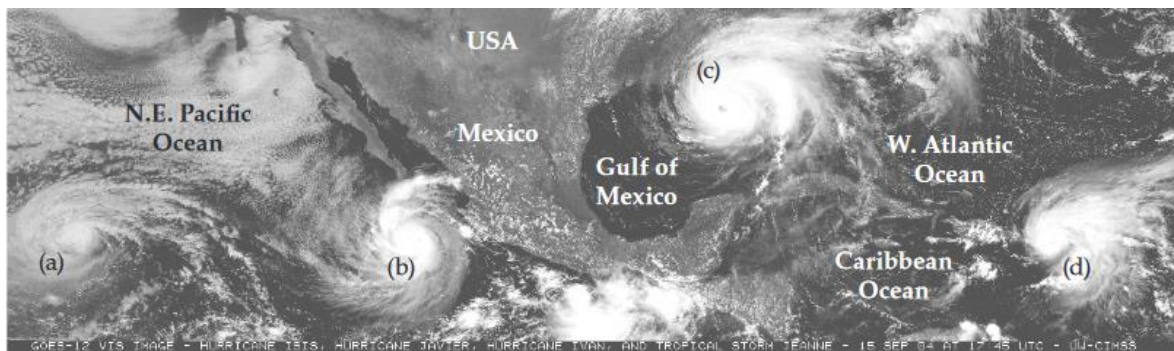 USA
(c)
N.E. Pacific
Ocean
Mexico
W. Atlantic
Ocean
Gulf of
Mexico
(a)
(b)
Caribbean
Ocean
(d)
GOES-12 VIS IMAGE - HURRICANE ISIS, HURRICANE JAVIER, HURRICANE IVAN, AND TROPICAL STORM JEANNE - 15 SEP 04 AT 17:45 UTC - UW-CIMSS